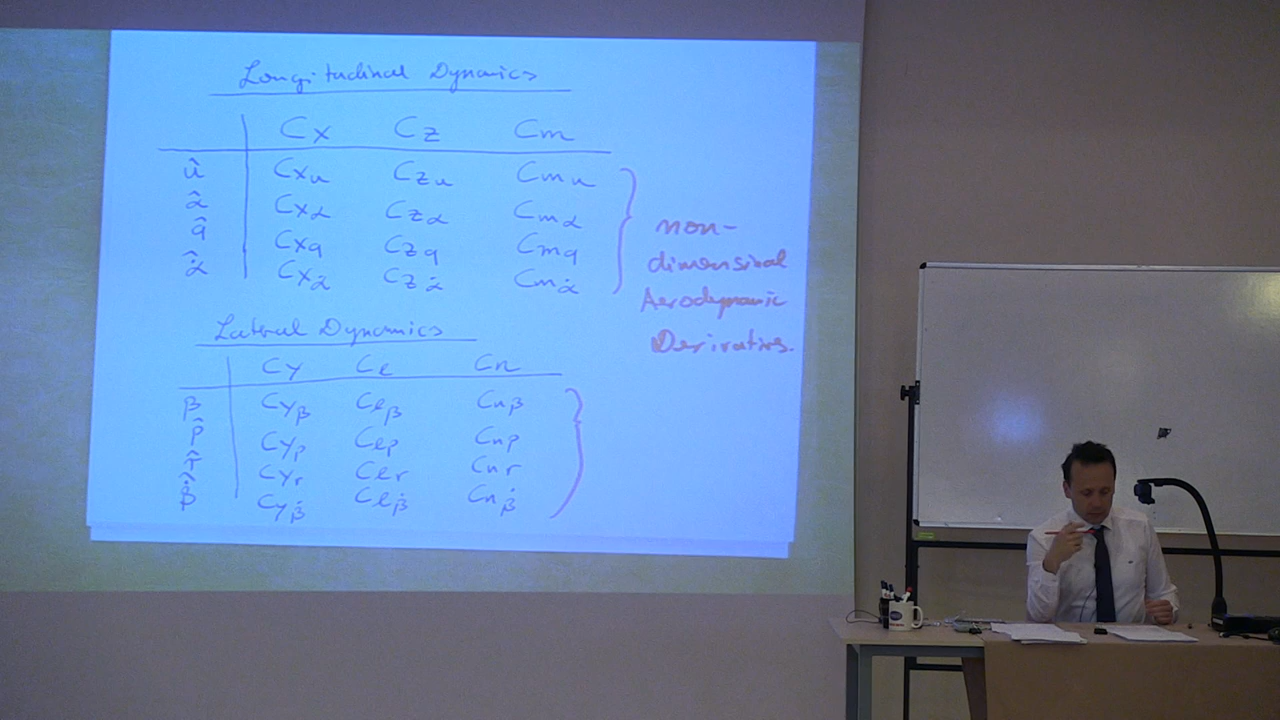 Longitudinal Dynamics
Cx Cz Cm
û Cxu Czu Cmu
α̂ Cxα Czα Cmα
q̂ Cxq Czq Cmq
α̇̂ Cxα̇ Czα̇ Cmα̇
non-
dimensional
Aerodynamic
Derivatives.
Lateral Dynamics
Cy Cl Cn
β Cyβ Clβ Cnβ
p̂ Cyp Clp Cnp
r̂ Cyr Clr Cnr
β̇̂ Cyβ̇ Clβ̇ Cnβ̇